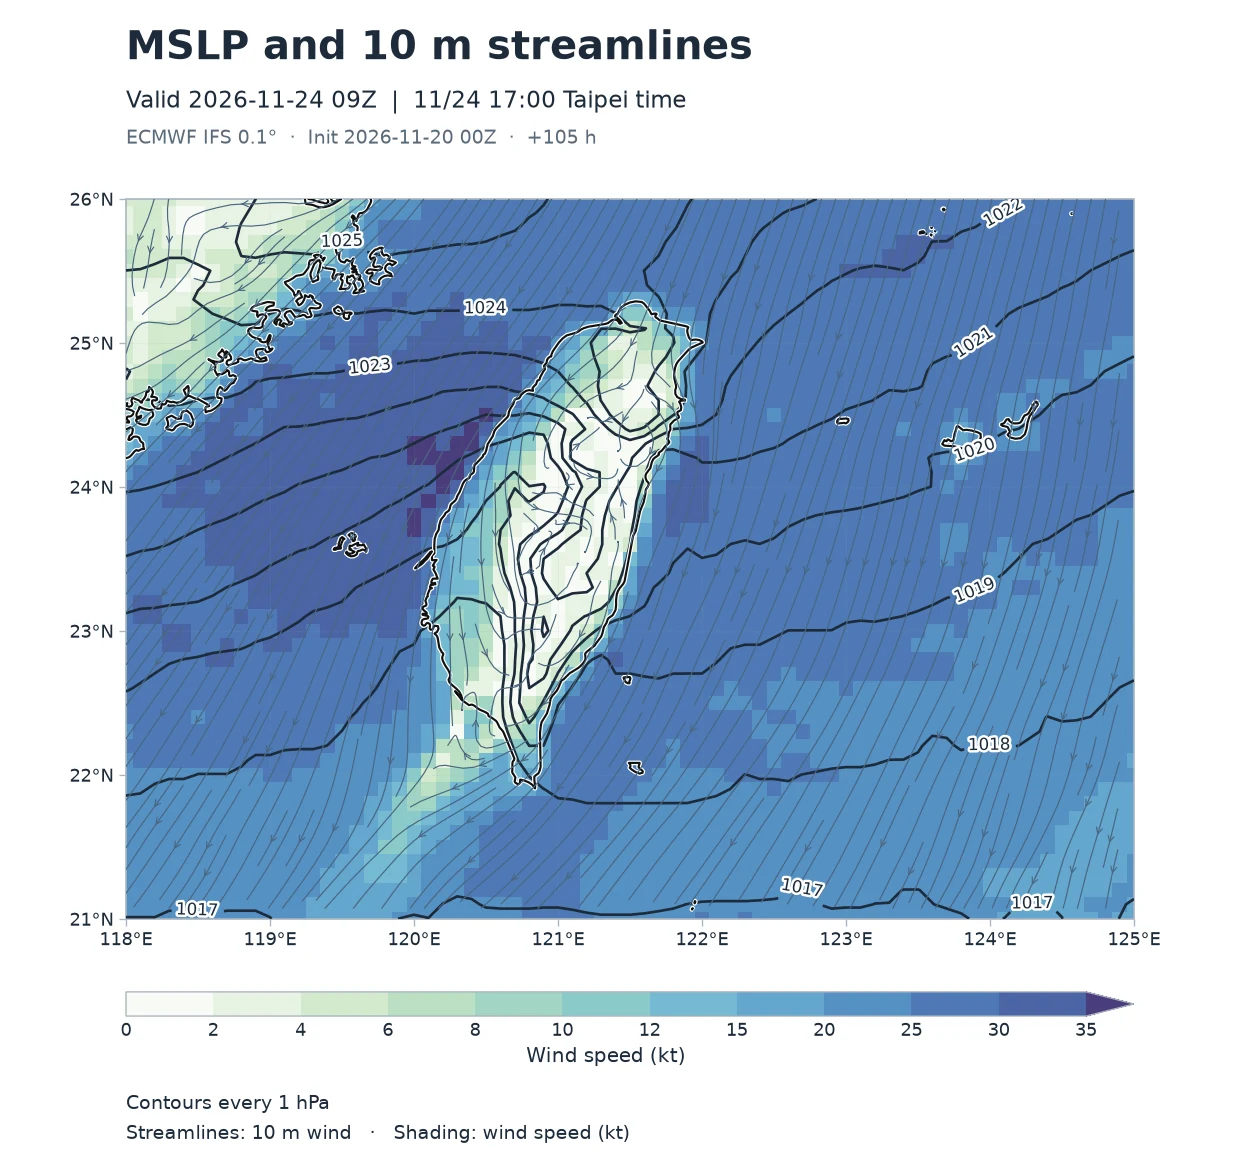 MSLP and 10 m streamlines
Valid 2026-11-24 09Z | 11/24 17:00 Taipei time
ECMWF IFS 0.1° · Init 2026-11-20 00Z · +105 h
26°N
25°N
24°N
23°N
22°N
21°N
1022
1025
1024
1021
1023
1020
1019
1018
1017
1017
1017
118°E 119°E 120°E 121°E 122°E 123°E 124°E 125°E
0 2 4 6 8 10 12 15 20 25 30 35
Wind speed (kt)
Contours every 1 hPa
Streamlines: 10 m wind · Shading: wind speed (kt)